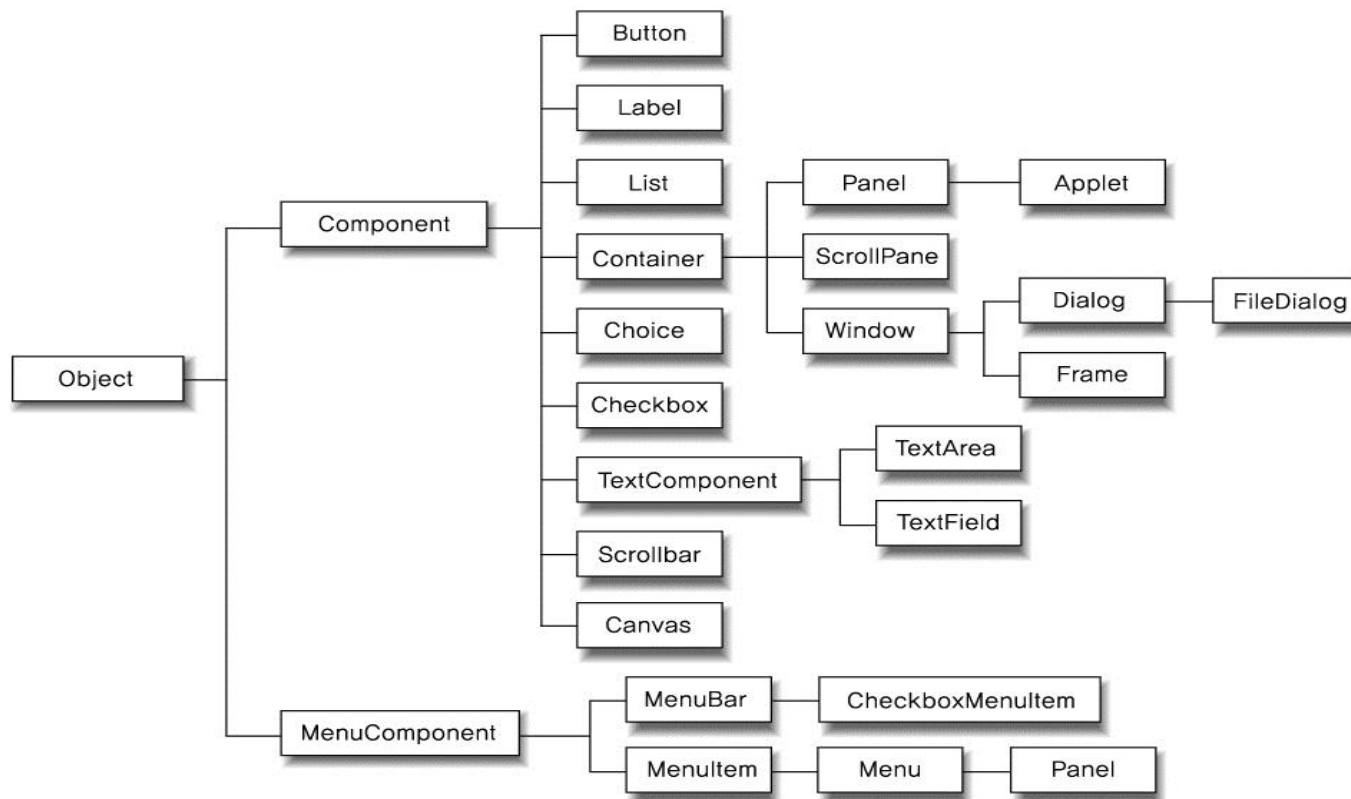 Button
Label
List
Panel
Applet
Component
Container
ScrollPane
Dialog
FileDialog
Choice
Window
Object
Frame
Checkbox
TextArea
TextComponent
TextField
Scrollbar
Canvas
MenuBar
CheckboxMenuItem
MenuComponent
MenuItem
Menu
Panel